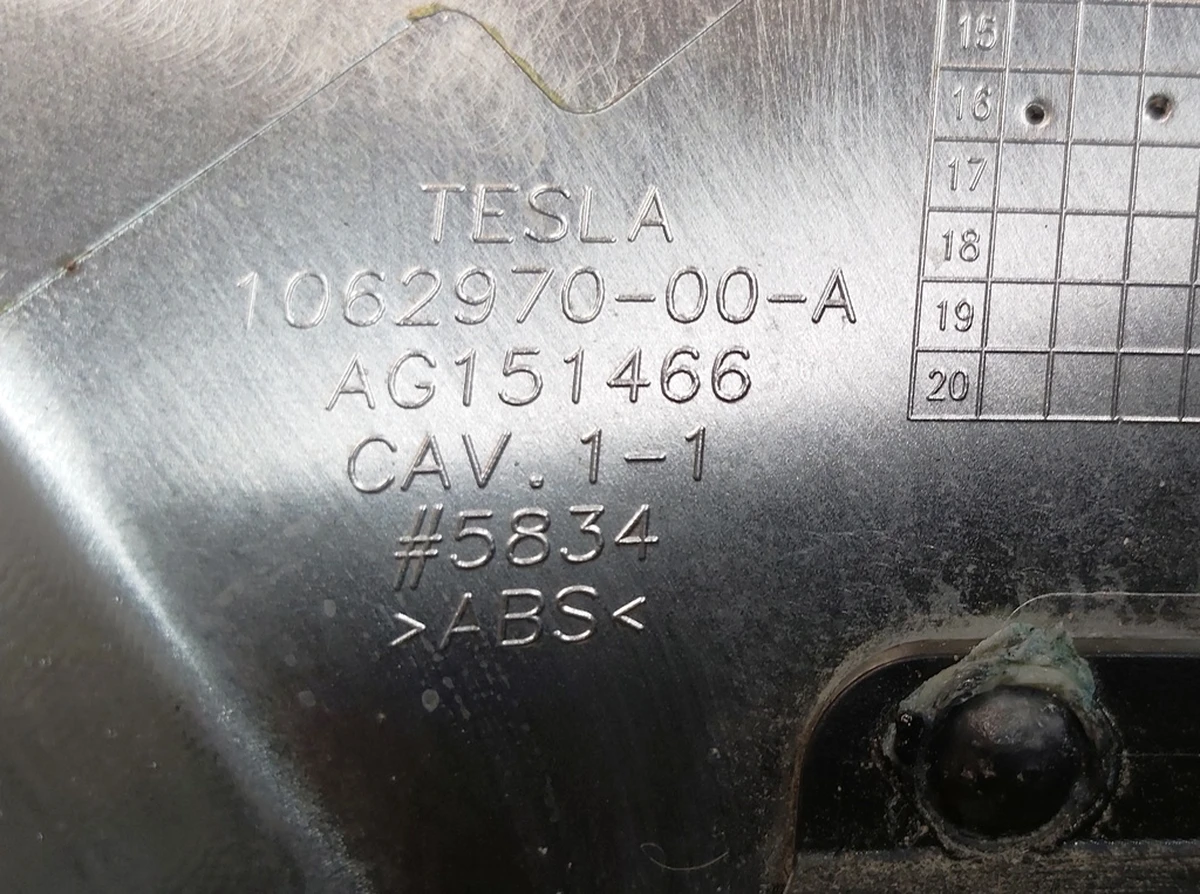 TESLA
1062970-00-A
AG151466
CAV.1-1
#5834
>ABS<
15
16
17
18
19
20